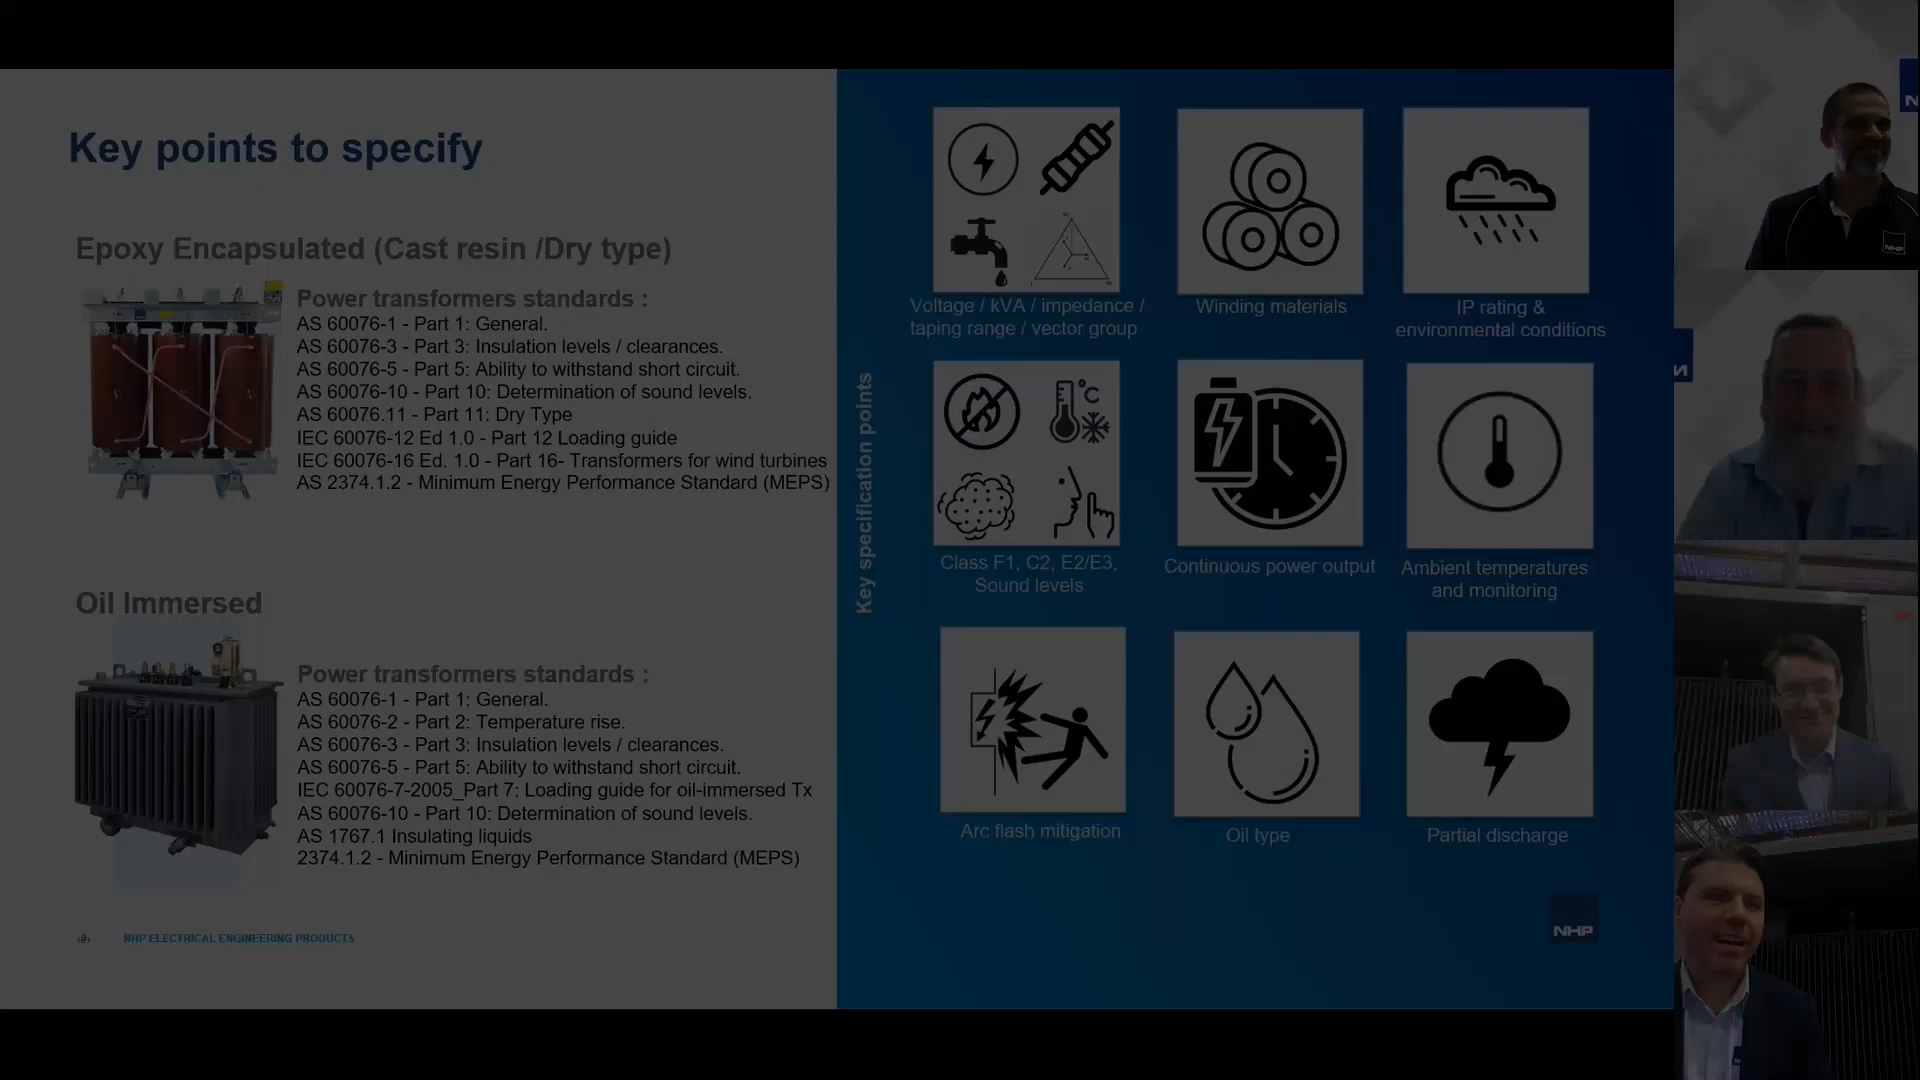 Key points to specify
Epoxy Encapsulated (Cast resin /Dry type)
Power transformers standards :
AS 60076-1 - Part 1: General.
AS 60076-3 - Part 3: Insulation levels / clearances.
AS 60076-5 - Part 5: Ability to withstand short circuit.
AS 60076-10 - Part 10: Determination of sound levels.
AS 60076.11 - Part 11: Dry Type
IEC 60076-12 Ed 1.0 - Part 12 Loading guide
IEC 60076-16 Ed. 1.0 - Part 16- Transformers for wind turbines
AS 2374.1.2 - Minimum Energy Performance Standard (MEPS)
Oil Immersed
Power transformers standards :
AS 60076-1 - Part 1: General.
AS 60076-2 - Part 2: Temperature rise.
AS 60076-3 - Part 3: Insulation levels / clearances.
AS 60076-5 - Part 5: Ability to withstand short circuit.
IEC 60076-7-2005_Part 7: Loading guide for oil-immersed Tx
AS 60076-10 - Part 10: Determination of sound levels.
AS 1767.1 Insulating liquids
2374.1.2 - Minimum Energy Performance Standard (MEPS)
‹#›
NHP ELECTRICAL ENGINEERING PRODUCTS
Key specification points
Voltage / kVA / impedance /
taping range / vector group
Winding materials
IP rating &
environmental conditions
°C
Class F1, C2, E2/E3,
Sound levels
Continuous power output
Ambient temperatures
and monitoring
Arc flash mitigation
Oil type
Partial discharge
NHP
NHP